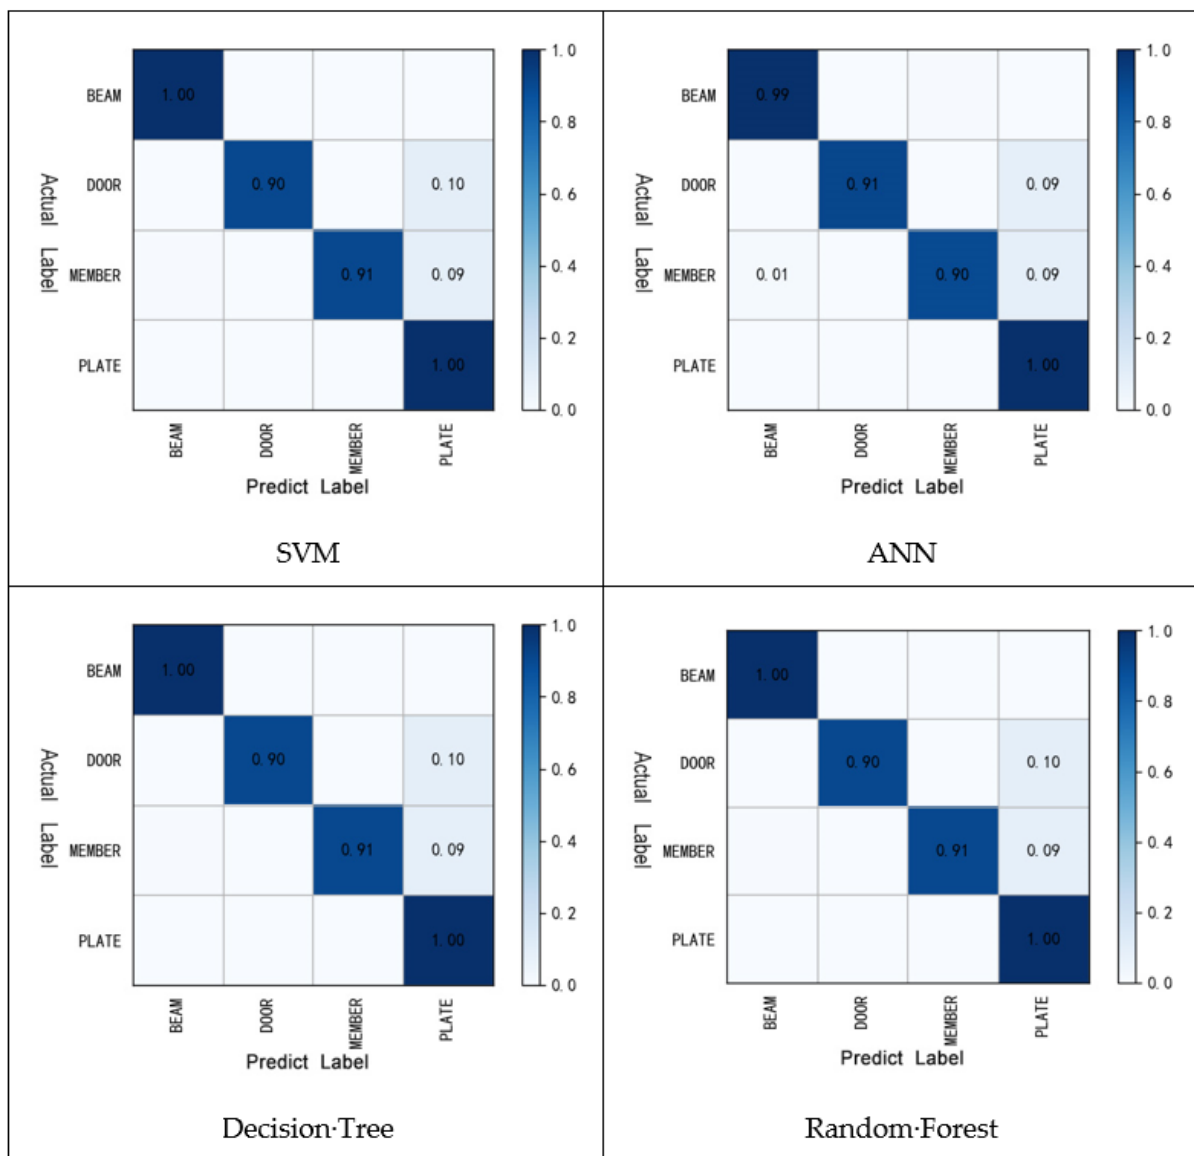 1.0
BEAM 1.00
0.8
DOOR 0.90 0.10
0.6
Actual Label
0.4
MEMBER 0.91 0.09
0.2
PLATE 1.00
0.0
BEAM DOOR MEMBER PLATE
Predict Label
SVM
1.0
BEAM 0.99
0.8
DOOR 0.91 0.09
0.6
Actual Label
0.4
MEMBER 0.01 0.90 0.09
0.2
PLATE 1.00
0.0
BEAM DOOR MEMBER PLATE
Predict Label
ANN
1.0
BEAM 1.00
0.8
DOOR 0.90 0.10
0.6
Actual Label
0.4
MEMBER 0.91 0.09
0.2
PLATE 1.00
0.0
BEAM DOOR MEMBER PLATE
Predict Label
Decision·Tree
1.0
BEAM 1.00
0.8
DOOR 0.90 0.10
0.6
Actual Label
0.4
MEMBER 0.91 0.09
0.2
PLATE 1.00
0.0
BEAM DOOR MEMBER PLATE
Predict Label
Random·Forest